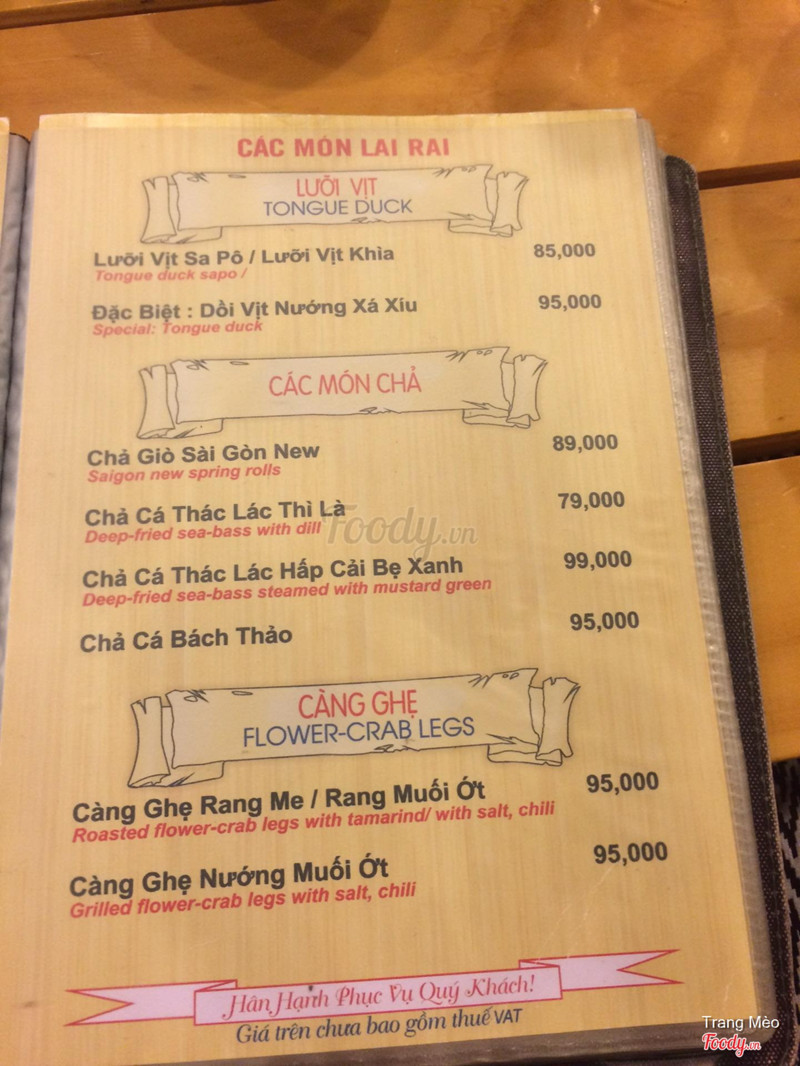 CÁC MÓN LAI RAI
LƯỠI VỊT
TONGUE DUCK
Lưỡi Vịt Sa Pô / Lưỡi Vịt Khìa 85,000
Tongue duck sapo /
Đặc Biệt : Dồi Vịt Nướng Xá Xíu 95,000
Special: Tongue duck
CÁC MÓN CHẢ
Chả Giò Sài Gòn New 89,000
Saigon new spring rolls
Chả Cá Thác Lác Thì Là 79,000
Deep-fried sea-bass with dill
Foody.vn
Chả Cá Thác Lác Hấp Cải Bẹ Xanh 99,000
Deep-fried sea-bass steamed with mustard green
Chả Cá Bách Thảo 95,000
CÀNG GHẸ
FLOWER-CRAB LEGS
Càng Ghẹ Rang Me / Rang Muối Ớt 95,000
Roasted flower-crab legs with tamarind/ with salt, chili
Càng Ghẹ Nướng Muối Ớt 95,000
Grilled flower-crab legs with salt, chili
Hân Hạnh Phục Vụ Quý Khách!
Giá trên chưa bao gồm thuế VAT
Trang Mèo
Foody.vn